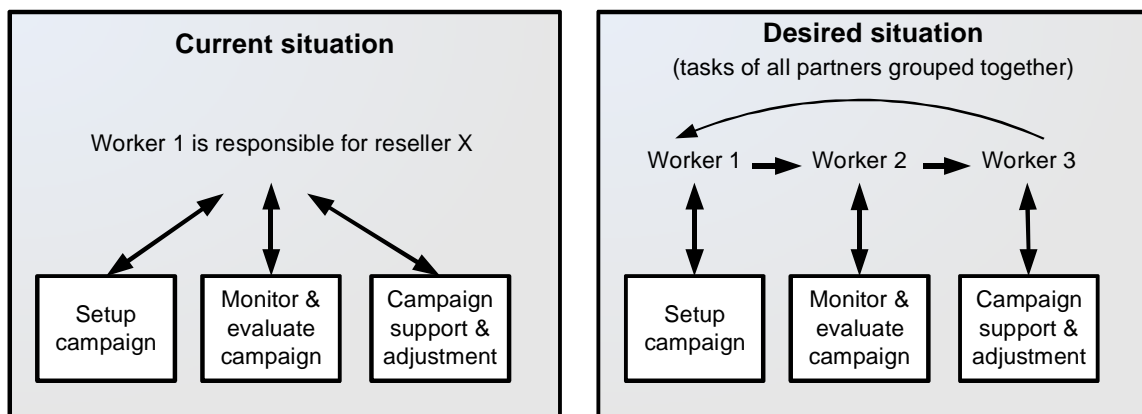 Current situation
Worker 1 is responsible for reseller X
Setup
campaign
Monitor &
evaluate
campaign
Campaign
support &
adjustment
Desired situation
(tasks of all partners grouped together)
Worker 1
Worker 2
Worker 3
Setup
campaign
Monitor &
evaluate
campaign
Campaign
support &
adjustment